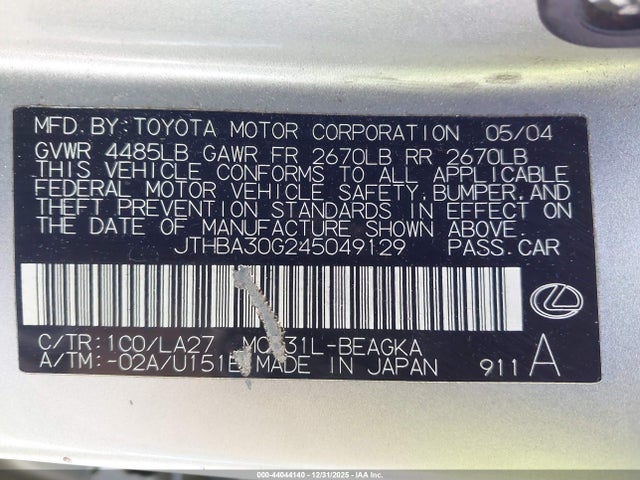 MFD.BY:TOYOTA MOTOR CORPORATION 05/04
GVWR 4485LB GAWR FR 2670LB RR 2670LB
THIS VEHICLE CONFORMS TO ALL APPLICABLE
FEDERAL MOTOR VEHICLE SAFETY,BUMPER,AND
THEFT PREVENTION STANDARDS IN EFFECT ON
THE DATE OF MANUFACTURE SHOWN ABOVE.
JTHBA30G245049129 PASS.CAR
C/TR:1C0/LA27 31L-BEAGKA
A/TM:-02A/U151E MADE IN JAPAN 911 A
000-44044140 - 12/31/2025 - IAA Inc.